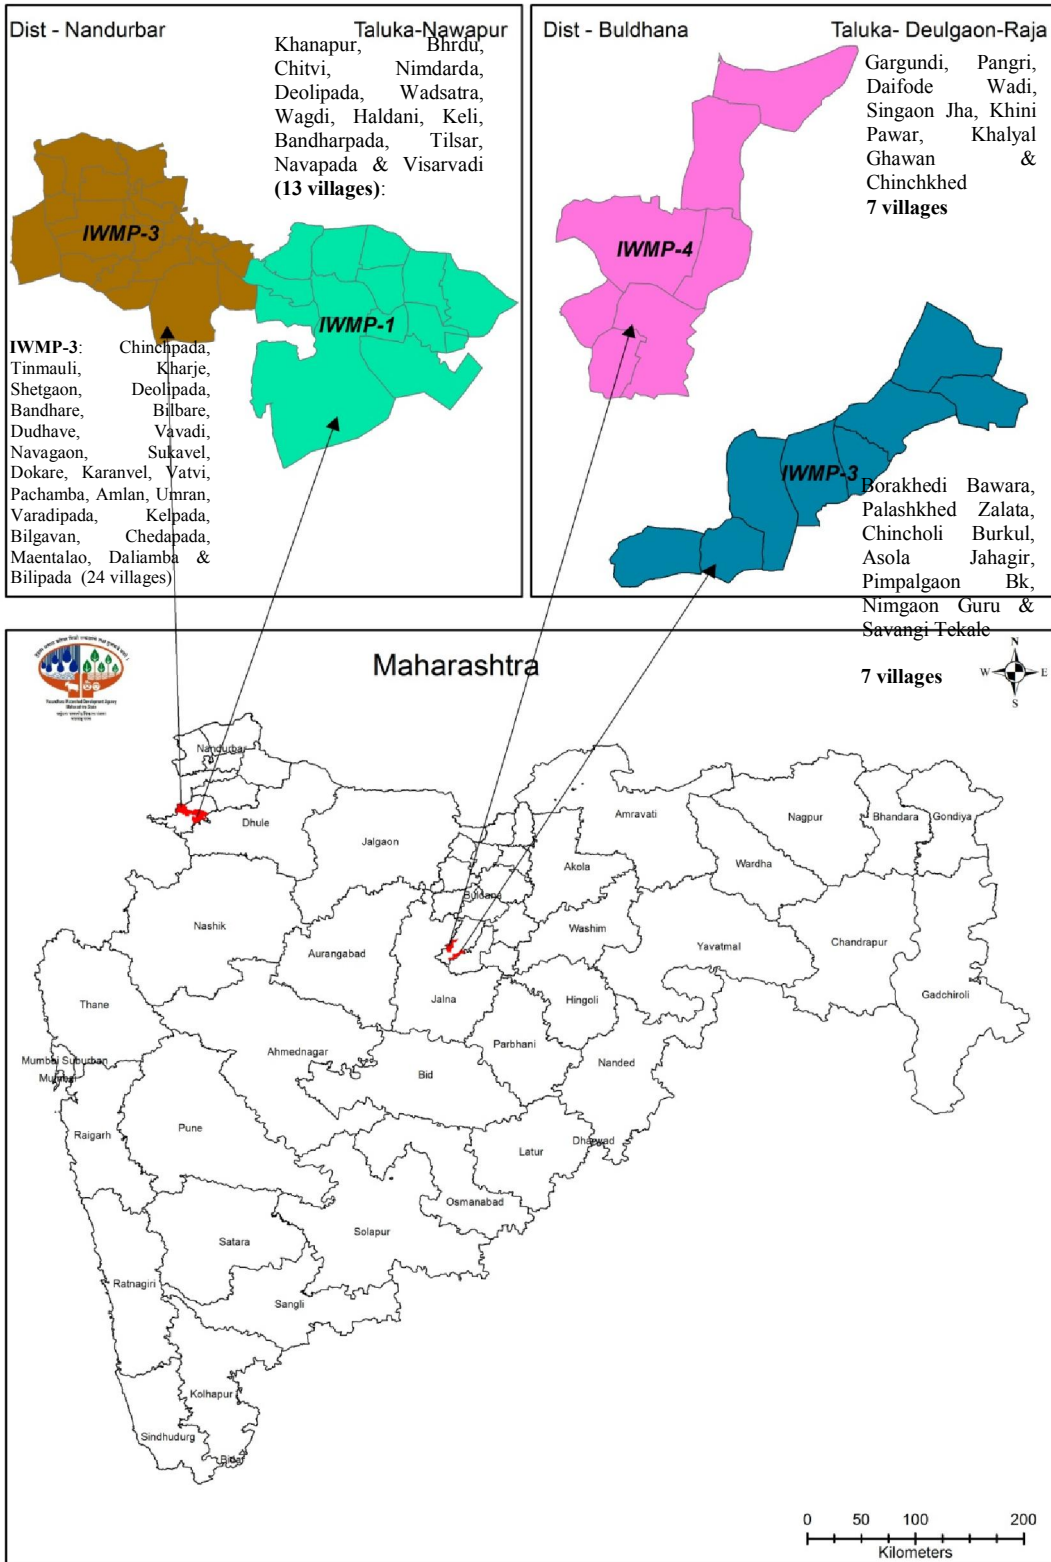 Dist - Nandurbar Taluka-Nawapur
Khanapur, Bhrdu,
Chitvi, Nimdarda,
Deolipada, Wadsatra,
Wagdi, Haldani, Keli,
Bandharpada, Tilsar,
Navapada & Visarvadi
(13 villages):
IWMP-3
IWMP-1
IWMP-3: Chinchpada,
Tinmauli, Kharje,
Shetgaon, Deolipada,
Bandhare, Bilbare,
Dudhave, Vavadi,
Navagaon, Sukavel,
Dokare, Karanvel, Vatvi,
Pachamba, Amlan, Umran,
Varadipada, Kelpada,
Bilgavan, Chedapada,
Maentalao, Daliamba &
Bilipada (24 villages)
Dist - Buldhana Taluka- Deulgaon-Raja
Gargundi, Pangri,
Daifode Wadi,
Singaon Jha, Khini
Pawar, Khalyal
Ghawan &
Chinchkhed
7 villages
IWMP-4
IWMP-3
Borakhedi Bawara,
Palashkhed Zalata,
Chincholi Burkul,
Asola Jahagir,
Pimpalgaon Bk,
Nimgaon Guru &
Savangi Tekale
7 villages
Maharashtra
N
W E
S
Nandurbar
Dhule
Jalgaon
Amravati
Nagpur
Bhandara
Gondiya
Akola
Wardha
Buldana
Nashik
Aurangabad
Washim
Yavatmal
Chandrapur
Thane
Jalna
Hingoli
Gadchiroli
Mumbai Suburban
Mumbai
Ahmednagar
Parbhani
Bid
Nanded
Raigarh
Pune
Latur
Dharwad
Osmanabad
Satara
Solapur
Ratnagiri
Sangli
Kolhapur
Sindhudurg
Bidar
0 50 100 200
Kilometers